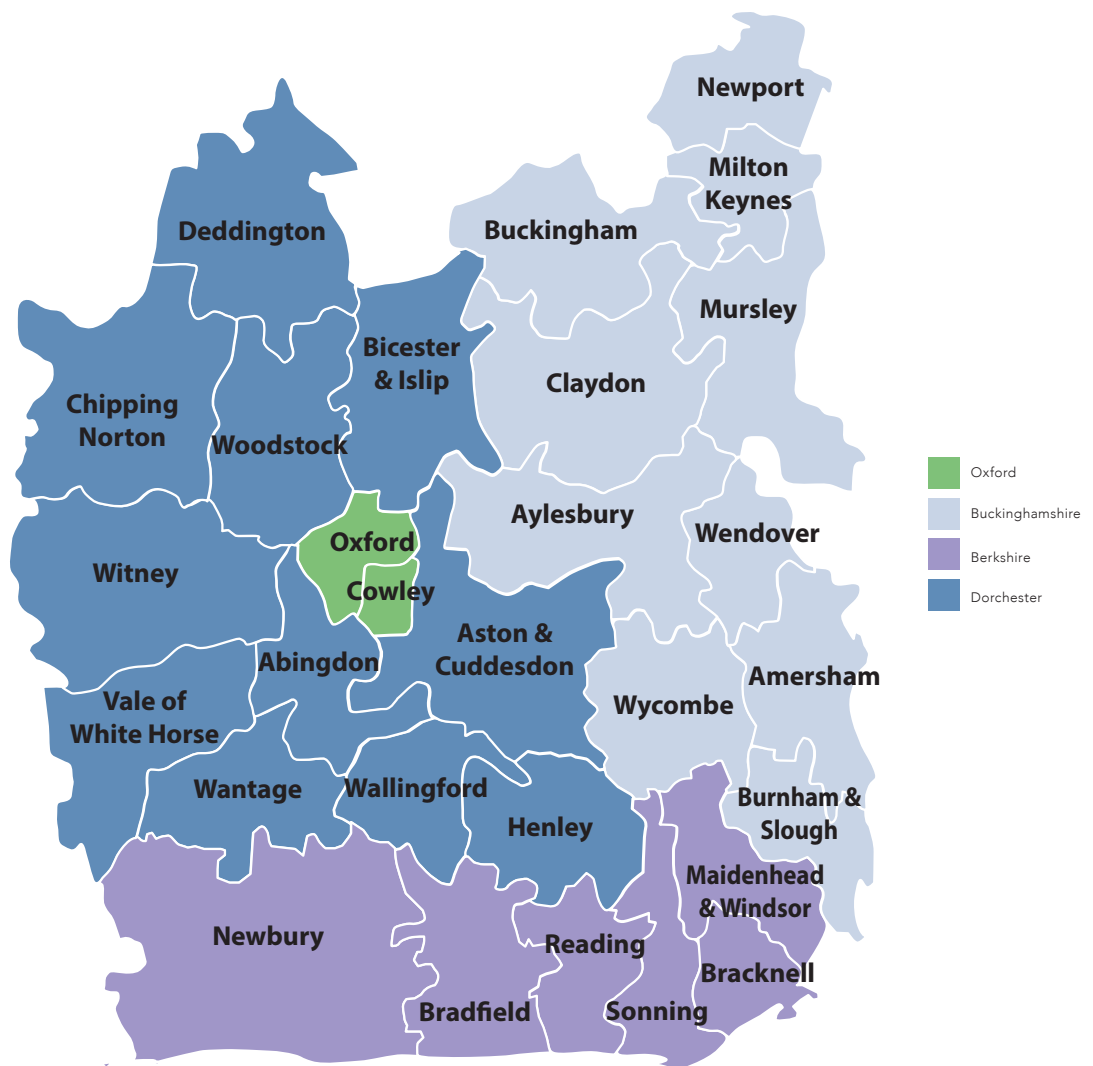 Newport
Milton
Keynes
Deddington
Buckingham
Mursley
Bicester
& Islip
Claydon
Chipping
Norton
Woodstock
Aylesbury
Wendover
Oxford
Witney
Cowley
Aston &
Cuddesdon
Abingdon
Amersham
Vale of
White Horse
Wycombe
Wantage
Wallingford
Burnham &
Slough
Henley
Maidenhead
& Windsor
Newbury
Reading
Bracknell
Bradfield
Sonning
Oxford
Buckinghamshire
Berkshire
Dorchester